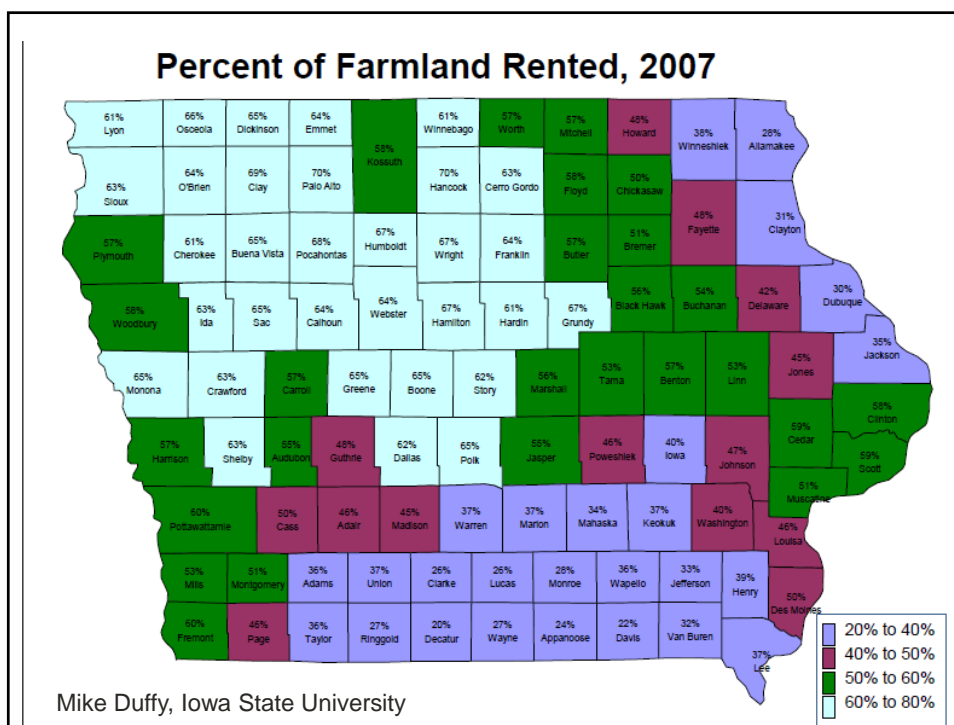 Percent of Farmland Rented, 2007
61%
Lyon
66%
Osceola
65%
Dickinson
64%
Emmet
58%
Kossuth
61%
Winnebago
57%
Worth
57%
Mitchell
48%
Howard
38%
Winneshiek
28%
Allamakee
63%
Sioux
64%
O'Brien
69%
Clay
70%
Palo Alto
70%
Hancock
63%
Cerro Gordo
58%
Floyd
50%
Chickasaw
48%
Fayette
31%
Clayton
57%
Plymouth
61%
Cherokee
65%
Buena Vista
68%
Pocahontas
67%
Humboldt
67%
Wright
64%
Franklin
57%
Butler
51%
Bremer
58%
Woodbury
63%
Ida
65%
Sac
64%
Calhoun
64%
Webster
67%
Hamilton
61%
Hardin
67%
Grundy
56%
Black Hawk
54%
Buchanan
42%
Delaware
30%
Dubuque
65%
Monona
63%
Crawford
57%
Carroll
65%
Greene
65%
Boone
62%
Story
56%
Marshall
53%
Tama
57%
Benton
53%
Linn
45%
Jones
35%
Jackson
58%
Clinton
59%
Cedar
59%
Scott
57%
Harrison
63%
Shelby
55%
Audubon
48%
Guthrie
62%
Dallas
65%
Polk
55%
Jasper
46%
Poweshiek
40%
Iowa
47%
Johnson
51%
Muscatine
60%
Pottawattamie
50%
Cass
46%
Adair
45%
Madison
37%
Warren
37%
Marion
34%
Mahaska
37%
Keokuk
40%
Washington
46%
Louisa
53%
Mills
51%
Montgomery
36%
Adams
37%
Union
26%
Clarke
26%
Lucas
28%
Monroe
36%
Wapello
33%
Jefferson
39%
Henry
50%
Des Moines
60%
Fremont
46%
Page
36%
Taylor
27%
Ringgold
20%
Decatur
27%
Wayne
24%
Appanoose
22%
Davis
32%
Van Buren
37%
Lee
20% to 40%
40% to 50%
50% to 60%
60% to 80%
Mike Duffy, Iowa State University